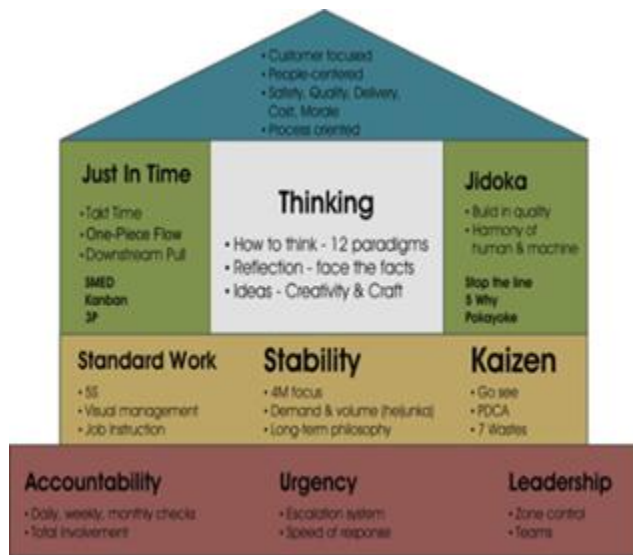 • Customer focused
• People-centered
• Safety, Quality, Delivery,
Cost, Morale
• Process oriented
Just In Time
• Takt Time
• One-Piece Flow
• Downstream Pull
SMED
Kanban
3P
Thinking
• How to think - 12 paradigms
• Reflection - face the facts
• Ideas - Creativity & Craft
Jidoka
• Build in quality
• Harmony of
human & machine
Stop the line
5 Why
Pokayoke
Standard Work
• 5S
• Visual management
• Job Instruction
Stability
• 4M focus
• Demand & volume (heijunka)
• Long-term philosophy
Kaizen
• Go see
• PDCA
• 7 Wastes
Accountability
• Daily, weekly, monthly checks
• Total involvement
Urgency
• Escalation system
• Speed of response
Leadership
• Zone control
• Teams